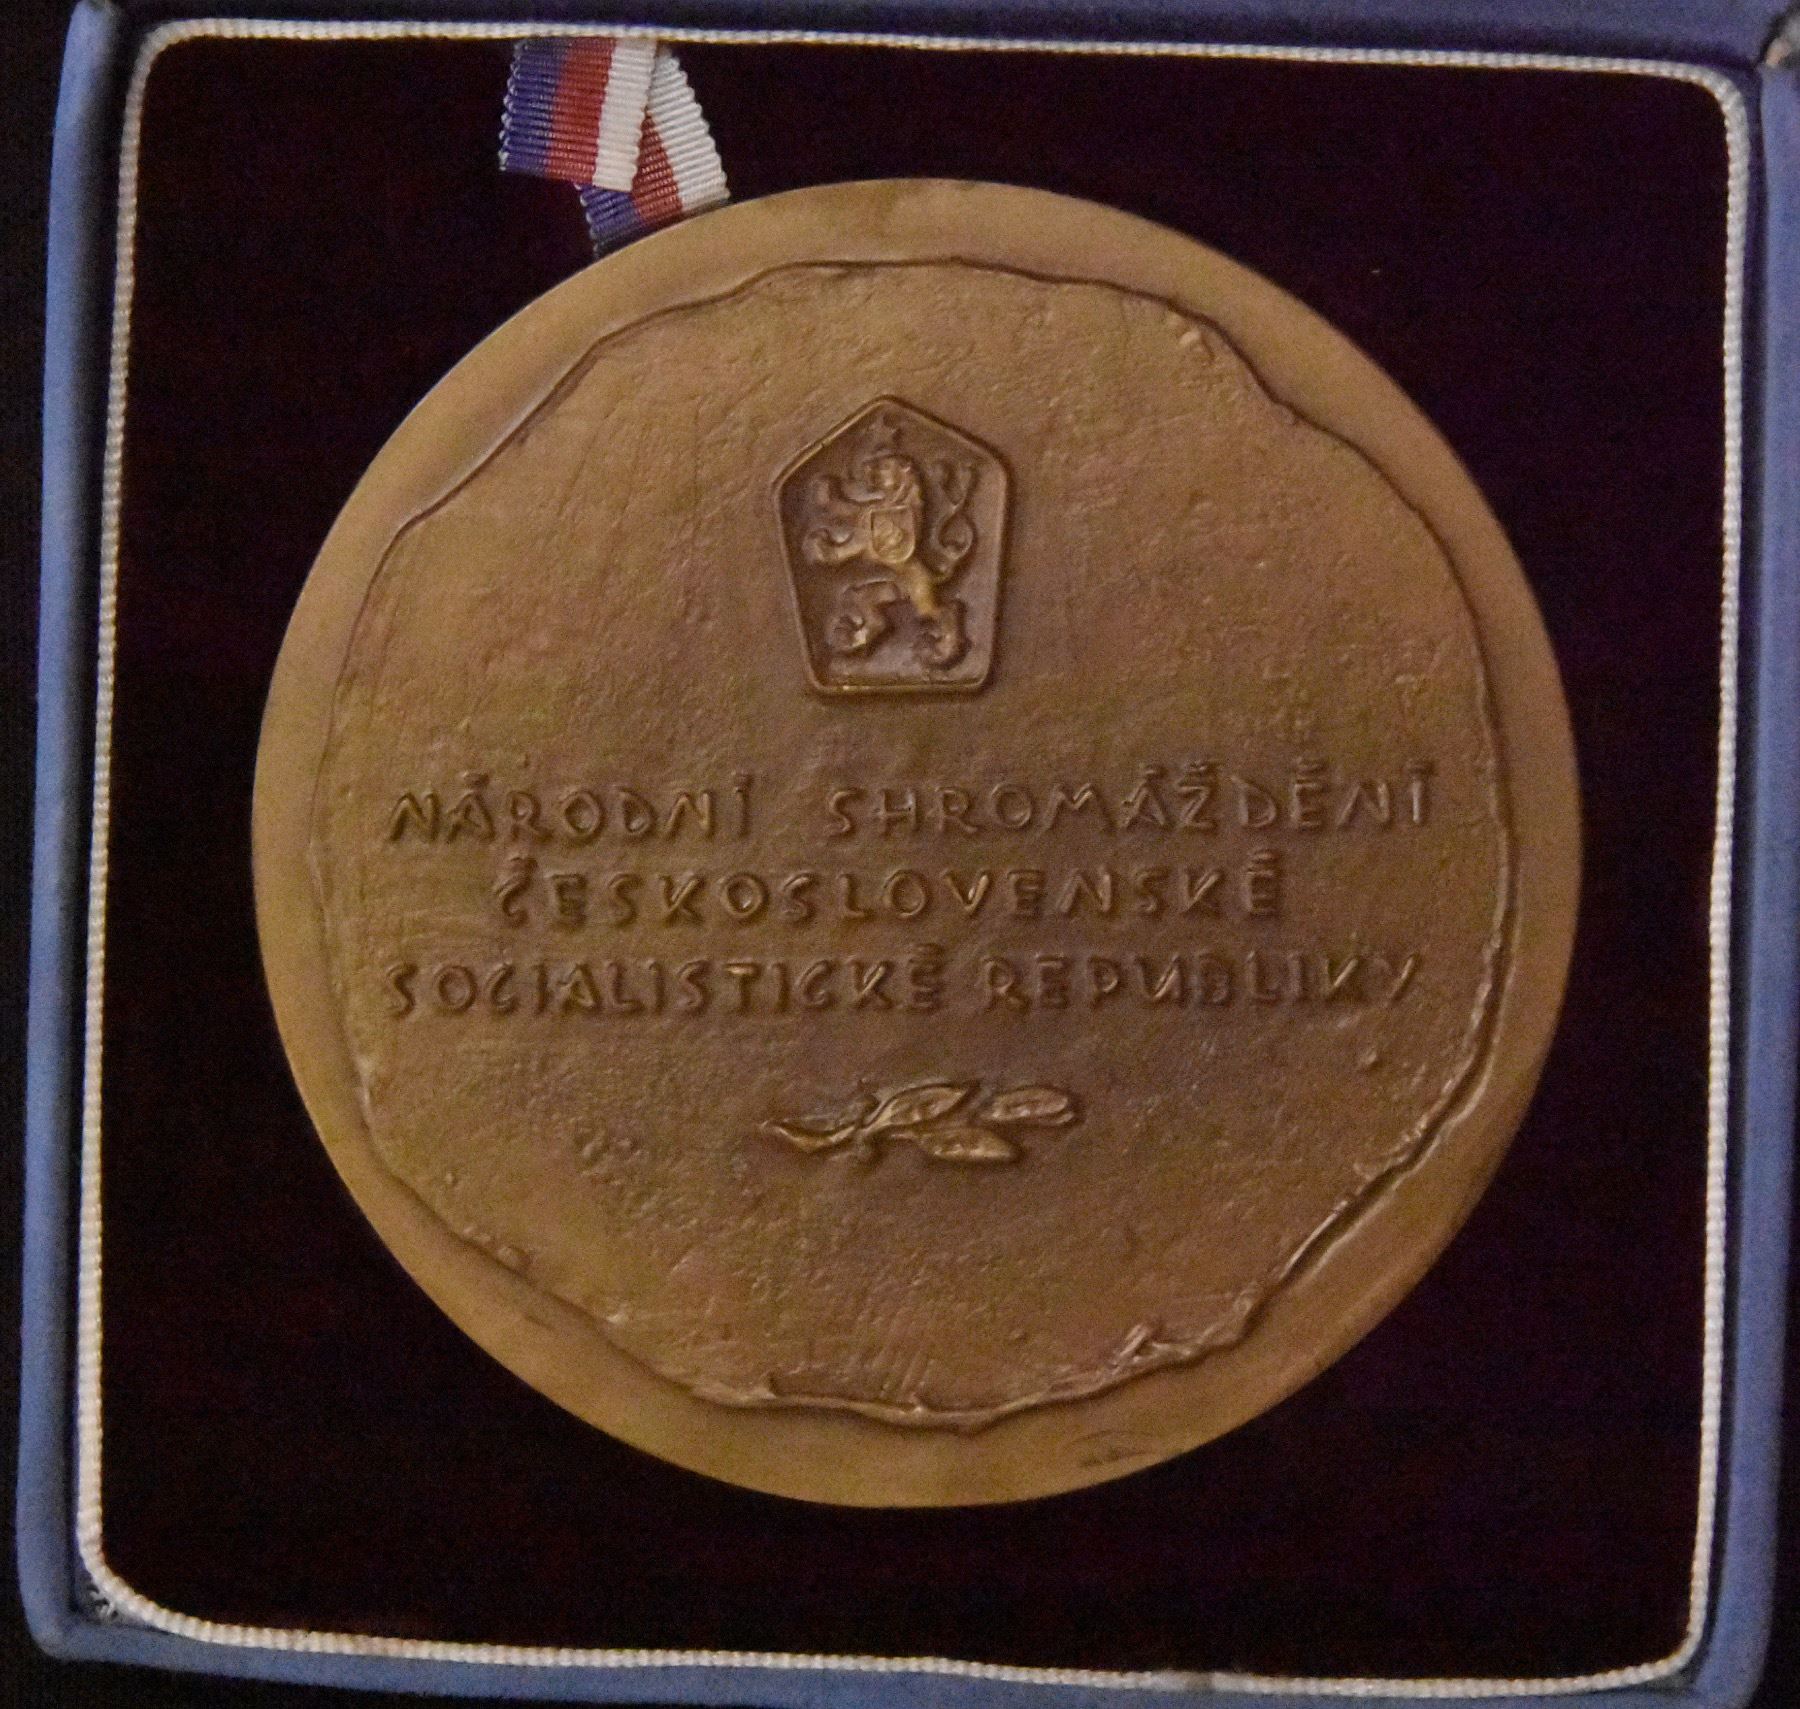 NÁRODNÍ SHROMÁŽDĚNÍ
ČESKOSLOVENSKÉ
SOCIALISTICKÉ REPUBLIKY